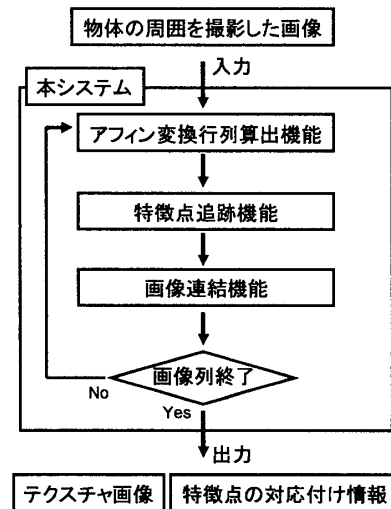 物体の周囲を撮影した画像
入力
本システム
アフィン変換行列算出機能
特徴点追跡機能
画像連結機能
画像列終了
No
Yes
出力
テクスチャ画像
特徴点の対応付け情報